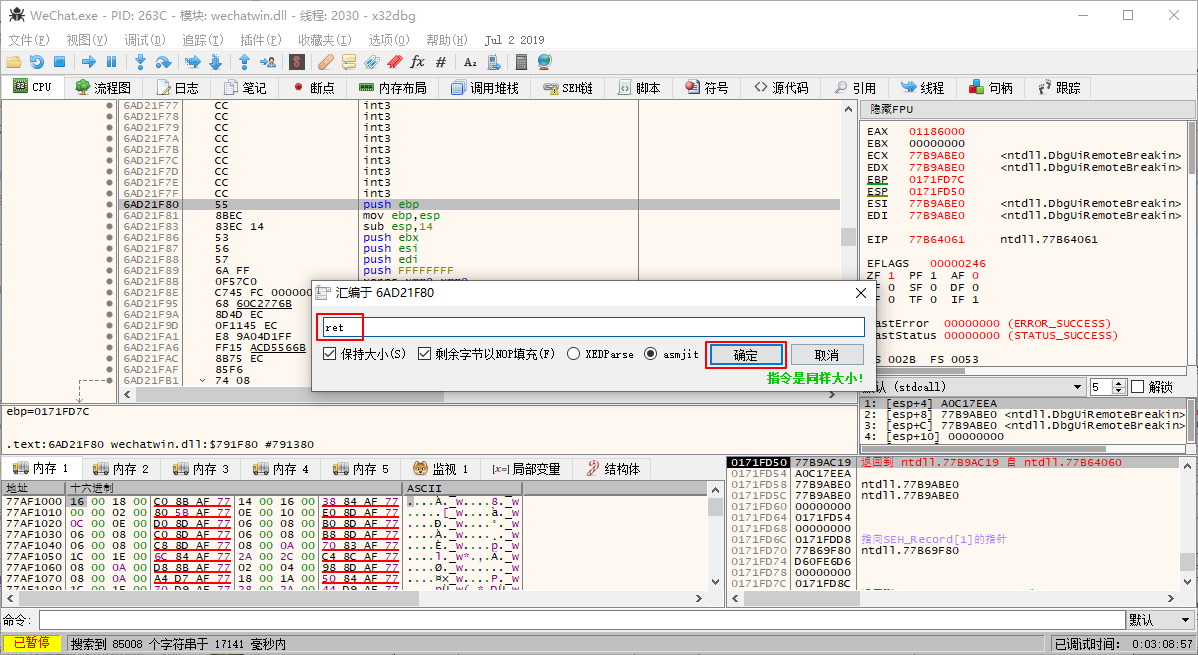 WeChat.exe - PID: 263C - 模块: wechatwin.dll - 线程: 2030 - x32dbg
文件(F) 视图(V) 调试(D) 追踪(T) 插件(P) 收藏夹(I) 选项(O) 帮助(H) Jul 2 2019
CPU 流程图 日志 笔记 断点 内存布局 调用堆栈 SEH链 脚本 符号 源代码 引用 线程 句柄 跟踪
6AD21F77 CC int3
6AD21F78 CC int3
6AD21F79 CC int3
6AD21F7A CC int3
6AD21F7B CC int3
6AD21F7C CC int3
6AD21F7D CC int3
6AD21F7E CC int3
6AD21F7F CC int3
6AD21F80 55 push ebp
6AD21F81 8BEC mov ebp,esp
6AD21F83 83EC 14 sub esp,14
6AD21F86 53 push ebx
6AD21F87 56 push esi
6AD21F88 57 push edi
6AD21F89 6A FF push FFFFFFFF
6AD21F8B 0F57C0
6AD21F8E C745 FC 000000
6AD21F95 68 60C2776B
6AD21F9A 8D4D EC
6AD21F9D 0F1145 EC
6AD21FA1 E8 9A04D1FF
6AD21FA6 FF15 ACD5566B
6AD21FAC 8B75 EC
6AD21FAF 85F6
6AD21FB1 74 08
隐藏FPU
EAX 01186000
EBX 00000000
ECX 77B9ABE0 <ntdll.DbgUiRemoteBreakin>
EDX 77B9ABE0 <ntdll.DbgUiRemoteBreakin>
EBP 0171FD7C
ESP 0171FD50
ESI 77B9ABE0 <ntdll.DbgUiRemoteBreakin>
EDI 77B9ABE0 <ntdll.DbgUiRemoteBreakin>
EIP 77B64061 ntdll.77B64061
EFLAGS 00000246
ZF 1 PF 1 AF 0
0 SF 0 DF 0
0 TF 0 IF 1
astError 00000000 (ERROR_SUCCESS)
astStatus 00000000 (STATUS_SUCCESS)
S 002B FS 0053
汇编于 6AD21F80
ret
保持大小(S) 剩余字节以NOP填充(F) XEDParse asmjit 确定 取消
指令是同样大小!
认 (stdcall) 5 解锁
1: [esp+4] A0C17EEA
2: [esp+8] 77B9ABE0 <ntdll.DbgUiRemoteBreakin>
3: [esp+C] 77B9ABE0 <ntdll.DbgUiRemoteBreakin>
4: [esp+10] 00000000
ebp=0171FD7C
.text:6AD21F80 wechatwin.dll:$791F80 #791380
内存 1 内存 2 内存 3 内存 4 内存 5 监视 1 [x=] 局部变量 结构体
地址 十六进制 ASCII
77AF1000 16 00 18 00 C0 8B AF 77 14 00 16 00 38 84 AF 77
77AF1010 00 00 02 00 80 5B AF 77 0E 00 10 00 E0 8D AF 77
77AF1020 0C 00 0E 00 D0 8D AF 77 06 00 08 00 B0 8D AF 77
77AF1030 06 00 08 00 C0 8D AF 77 06 00 08 00 B8 8D AF 77
77AF1040 06 00 08 00 C8 8D AF 77 08 00 0A 00 70 83 AF 77
77AF1050 1C 00 1E 00 6C 84 AF 77 2A 00 2C 00 C4 8C AF 77
77AF1060 08 00 0A 00 D8 8B AF 77 02 00 04 00 98 8D AF 77
77AF1070 08 00 0A 00 A4 D7 AF 77 18 00 1A 00 50 84 AF 77
0171FD50 77B9AC19 返回到 ntdll.77B9AC19 自 ntdll.77B64060
0171FD54 A0C17EEA
0171FD58 77B9ABE0 ntdll.77B9ABE0
0171FD5C 77B9ABE0 ntdll.77B9ABE0
0171FD60 00000000
0171FD64 0171FD54
0171FD68 00000000
0171FD6C 0171FDD8 指向SEH_Record[1]的指针
0171FD70 77B69F80 ntdll.77B69F80
0171FD74 D60FE6D6
0171FD78 00000000
0171FD7C 0171FD8C
命令: 默认
已暂停 搜索到 85008 个字符串于 17141 毫秒内 已调试时间: 0:03:08:57